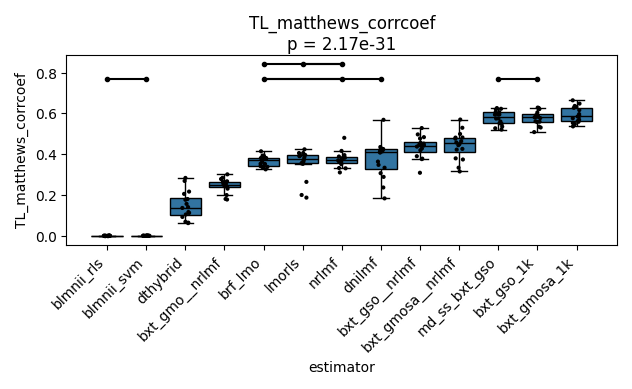 TL_matthews_corrcoef
p = 2.17e-31
TL_matthews_corrcoef
0.8
0.6
0.4
0.2
0.0
blmnii_rls
blmnii_svm
dthybrid
bxt_gmo__nrlmf
brf_lmo
lmorls
nrlmf
dnilmf
bxt_gso__nrlmf
bxt_gmosa__nrlmf
md_ss_bxt_gso
bxt_gso_1k
bxt_gmosa_1k
estimator